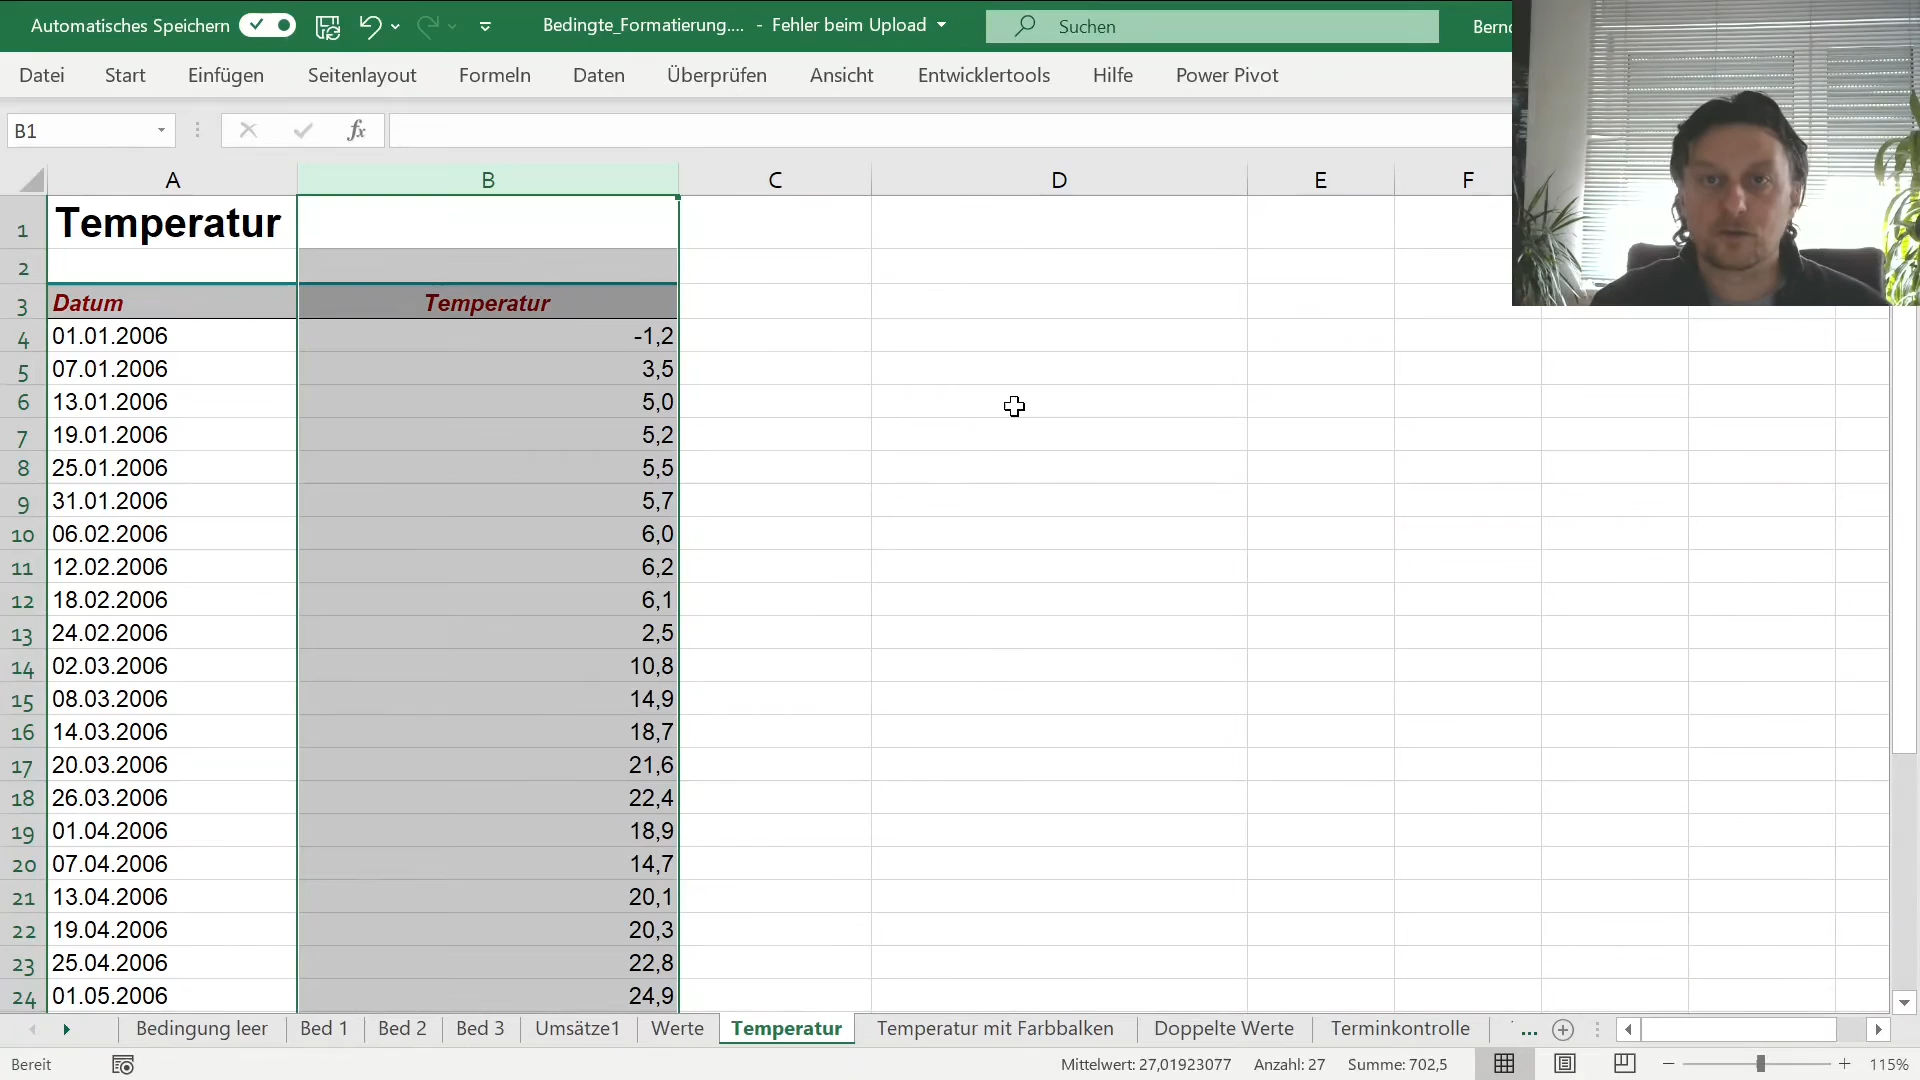 Automatisches Speichern
Bedingte_Formatierung.... - Fehler beim Upload
Suchen
Bernd
Datei Start Einfügen Seitenlayout Formeln Daten Überprüfen Ansicht Entwicklertools Hilfe Power Pivot
B1
fx
A B C D E F
1 Temperatur
2
3 Datum Temperatur
4 01.01.2006 -1,2
5 07.01.2006 3,5
6 13.01.2006 5,0
7 19.01.2006 5,2
8 25.01.2006 5,5
9 31.01.2006 5,7
10 06.02.2006 6,0
11 12.02.2006 6,2
12 18.02.2006 6,1
13 24.02.2006 2,5
14 02.03.2006 10,8
15 08.03.2006 14,9
16 14.03.2006 18,7
17 20.03.2006 21,6
18 26.03.2006 22,4
19 01.04.2006 18,9
20 07.04.2006 14,7
21 13.04.2006 20,1
22 19.04.2006 20,3
23 25.04.2006 22,8
24 01.05.2006 24,9
Bedingung leer Bed 1 Bed 2 Bed 3 Umsätze1 Werte Temperatur Temperatur mit Farbbalken Doppelte Werte Terminkontrolle ...
Bereit Mittelwert: 27,01923077 Anzahl: 27 Summe: 702,5 115%